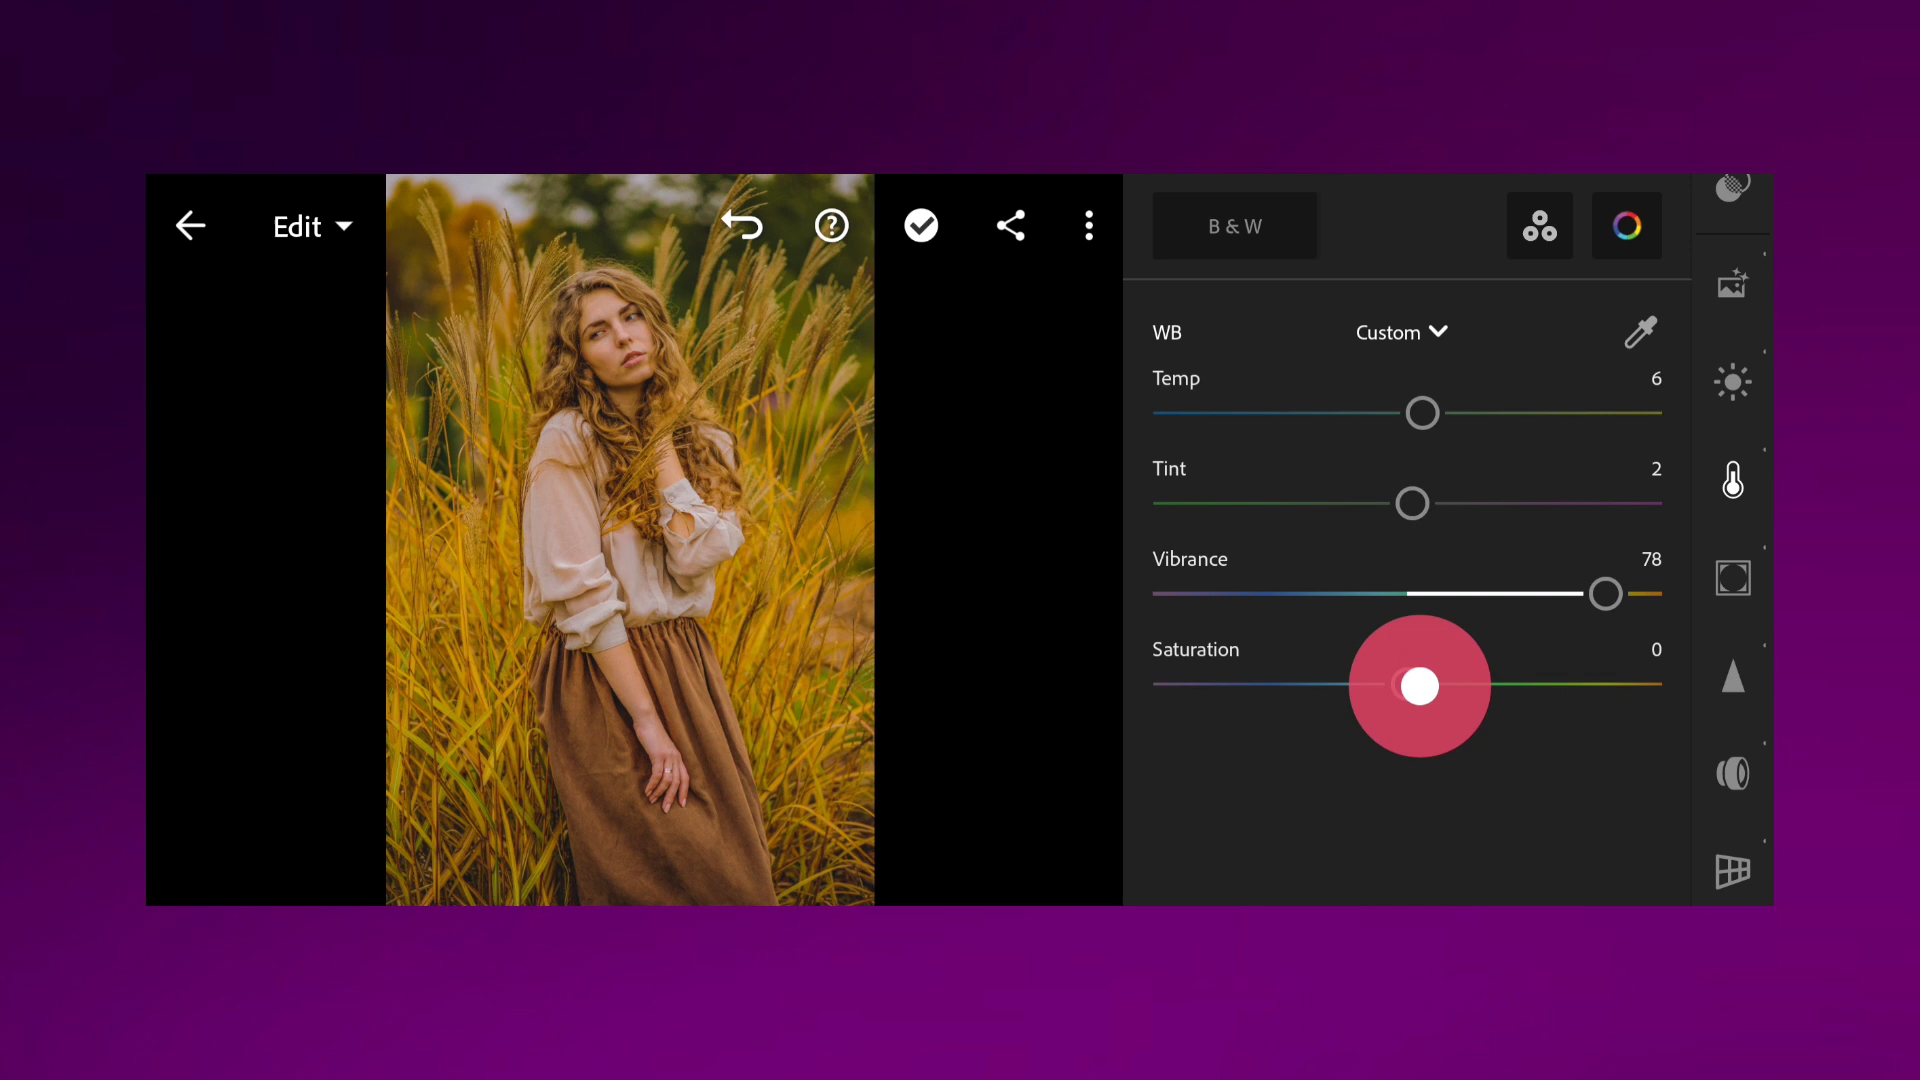 Edit
B & W
WB Custom
Temp 6
Tint 2
Vibrance 78
Saturation 0